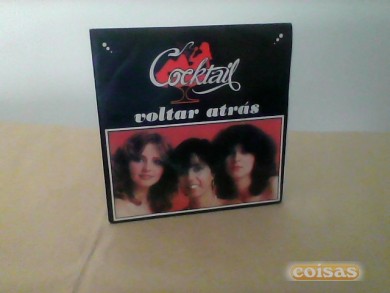 Cocktail
voltar atrás
coisas